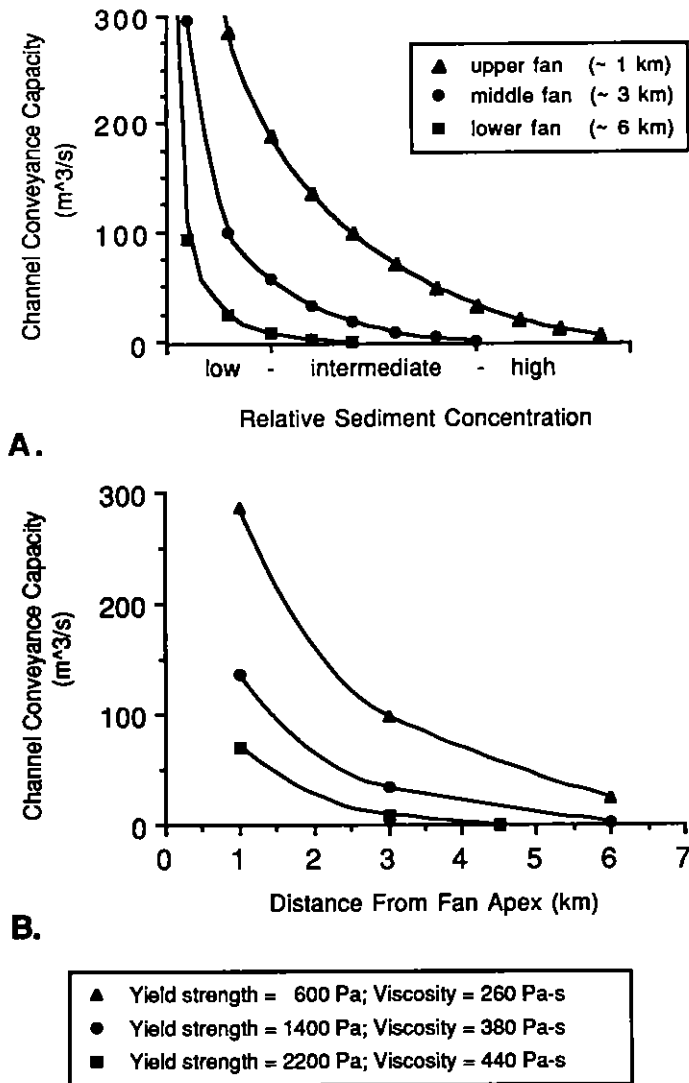 300
200
100
0
Channel Conveyance Capacity
(m^3/s)
upper fan (~ 1 km)
middle fan (~ 3 km)
lower fan (~ 6 km)
low - intermediate - high
Relative Sediment Concentration
A.
300
200
100
0
Channel Conveyance Capacity
(m^3/s)
0 1 2 3 4 5 6 7
Distance From Fan Apex (km)
B.
Yield strength = 600 Pa; Viscosity = 260 Pa-s
Yield strength = 1400 Pa; Viscosity = 380 Pa-s
Yield strength = 2200 Pa; Viscosity = 440 Pa-s